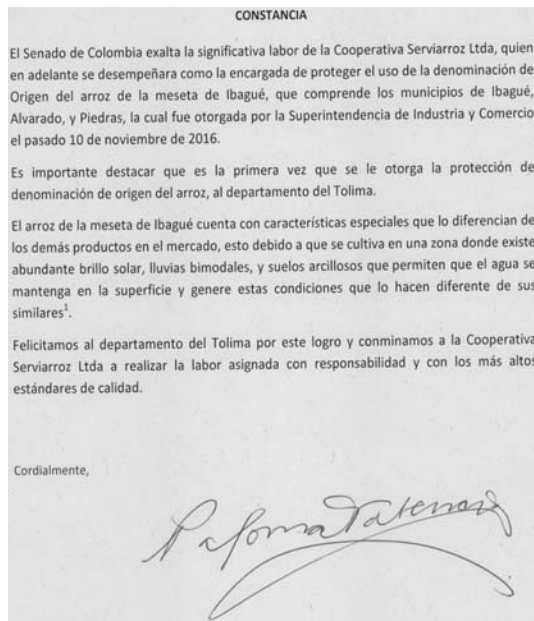 CONSTANCIA
El Senado de Colombia exalta la significativa labor de la Cooperativa Serviarroz Ltda, quien
en adelante se desempeñara como la encargada de proteger el uso de la denominación de
Origen del arroz de la meseta de Ibagué, que comprende los municipios de Ibagué,
Alvarado, y Piedras, la cual fue otorgada por la Superintendencia de Industria y Comercio
el pasado 10 de noviembre de 2016.
Es importante destacar que es la primera vez que se le otorga la protección de
denominación de origen del arroz, al departamento del Tolima.
El arroz de la meseta de Ibagué cuenta con características especiales que lo diferencian de
los demás productos en el mercado, esto debido a que se cultiva en una zona donde existe
abundante brillo solar, lluvias bimodales, y suelos arcillosos que permiten que el agua se
mantenga en la superficie y genere estas condiciones que lo hacen diferente de sus
similares¹.
Felicitamos al departamento del Tolima por este logro y conminamos a la Cooperativa
Serviarroz Ltda a realizar la labor asignada con responsabilidad y con los más altos
estándares de calidad.
Cordialmente,
Paloma Valencia